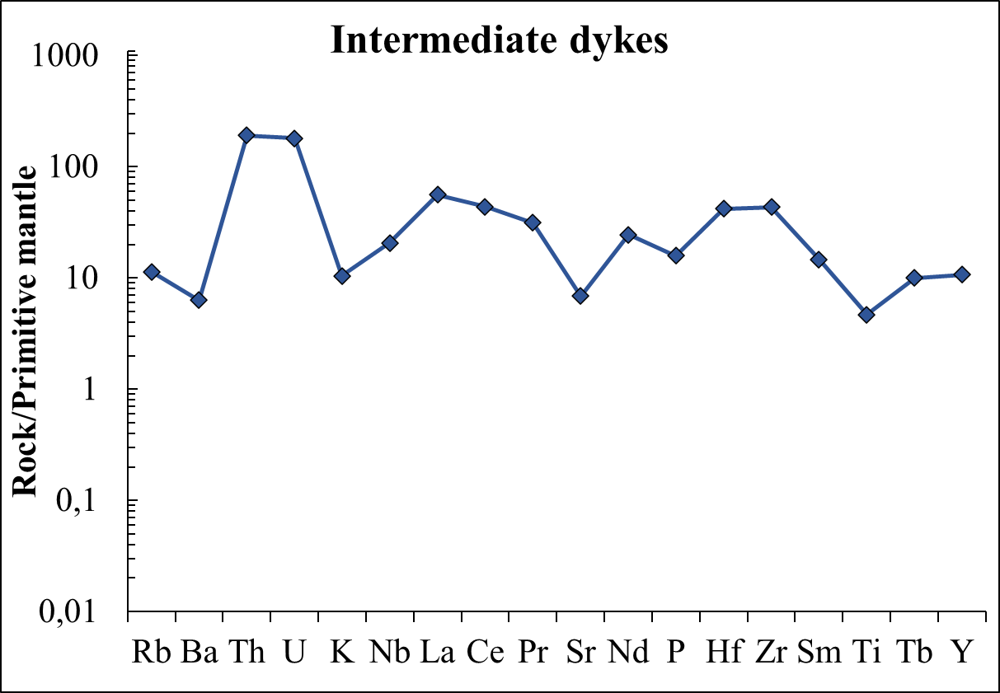 Intermediate dykes
Rock/Primitive mantle
1000
100
10
1
0,1
0,01
Rb Ba Th U K Nb La Ce Pr Sr Nd P Hf Zr Sm Ti Tb Y